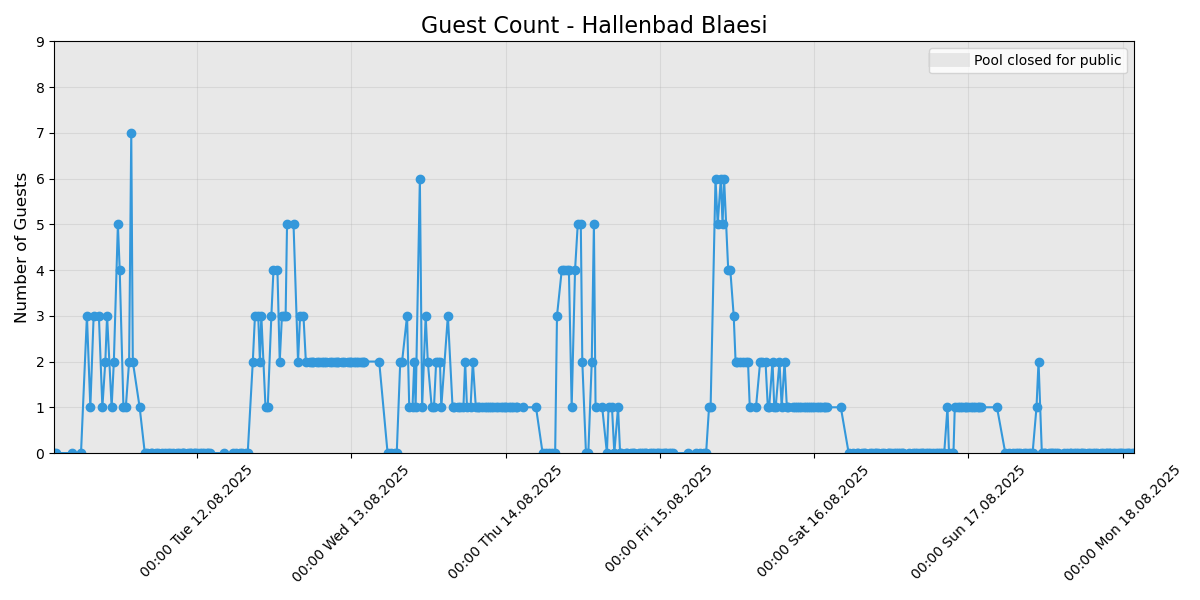 Guest Count - Hallenbad Blaesi
Pool closed for public
Number of Guests
9
8
7
6
5
4
3
2
1
0
00:00 Tue 12.08.2025
00:00 Wed 13.08.2025
00:00 Thu 14.08.2025
00:00 Fri 15.08.2025
00:00 Sat 16.08.2025
00:00 Sun 17.08.2025
00:00 Mon 18.08.2025